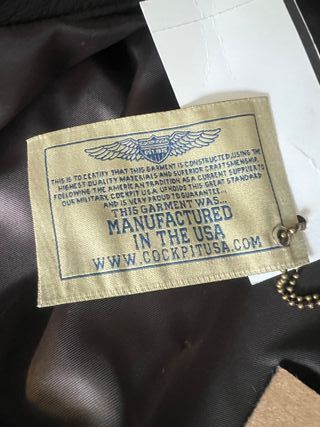 THIS IS TO CERTIFY THAT THIS GARMENT IS CONSTRUCTED USING THE
HIGHEST QUALITY MATERIALS AND SUPERIOR CRAFTSMENSHIP.
FOLLOWING THE AMERICAN TRADITION AS A CURRENT SUPPLIER TO
OUR MILITARY, COCKPIT USA UPHOLDS THIS GREAT STANDARD
AND IS VERY PROUD TO GUARANTEE...
THIS GARMENT WAS...
MANUFACTURED
IN THE USA
WWW.COCKPITUSA.COM